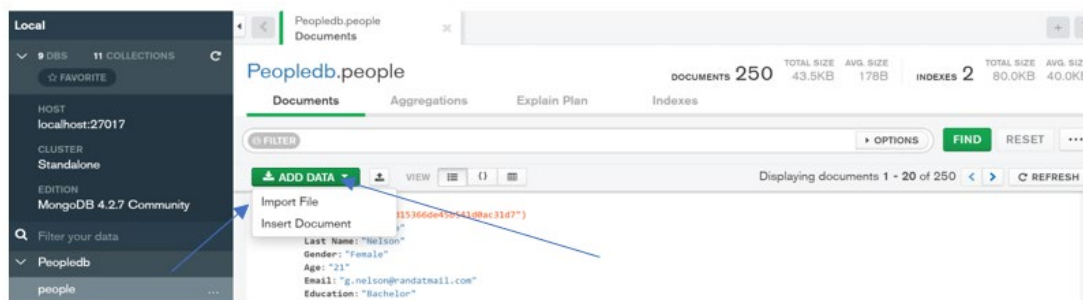 Local
9 DBS 11 COLLECTIONS
FAVORITE
HOST
localhost:27017
CLUSTER
Standalone
EDITION
MongoDB 4.2.7 Community
Filter your data
Peopledb
people
...
Peopledb.people
Documents
Peopledb.people
DOCUMENTS 250 TOTAL SIZE 43.5KB AVG. SIZE 178B INDEXES 2 TOTAL SIZE 80.0KB AVG. 40.0
Documents Aggregations Explain Plan Indexes
FILTER OPTIONS FIND RESET ...
ADD DATA VIEW {} Displaying documents 1 - 20 of 250 REFRESH
Import File
Insert Document
Last Name: "Nelson"
Gender: "Female"
Age: "21"
Email: "g.nelson@randatmail.com"
Education: "Bachelor"